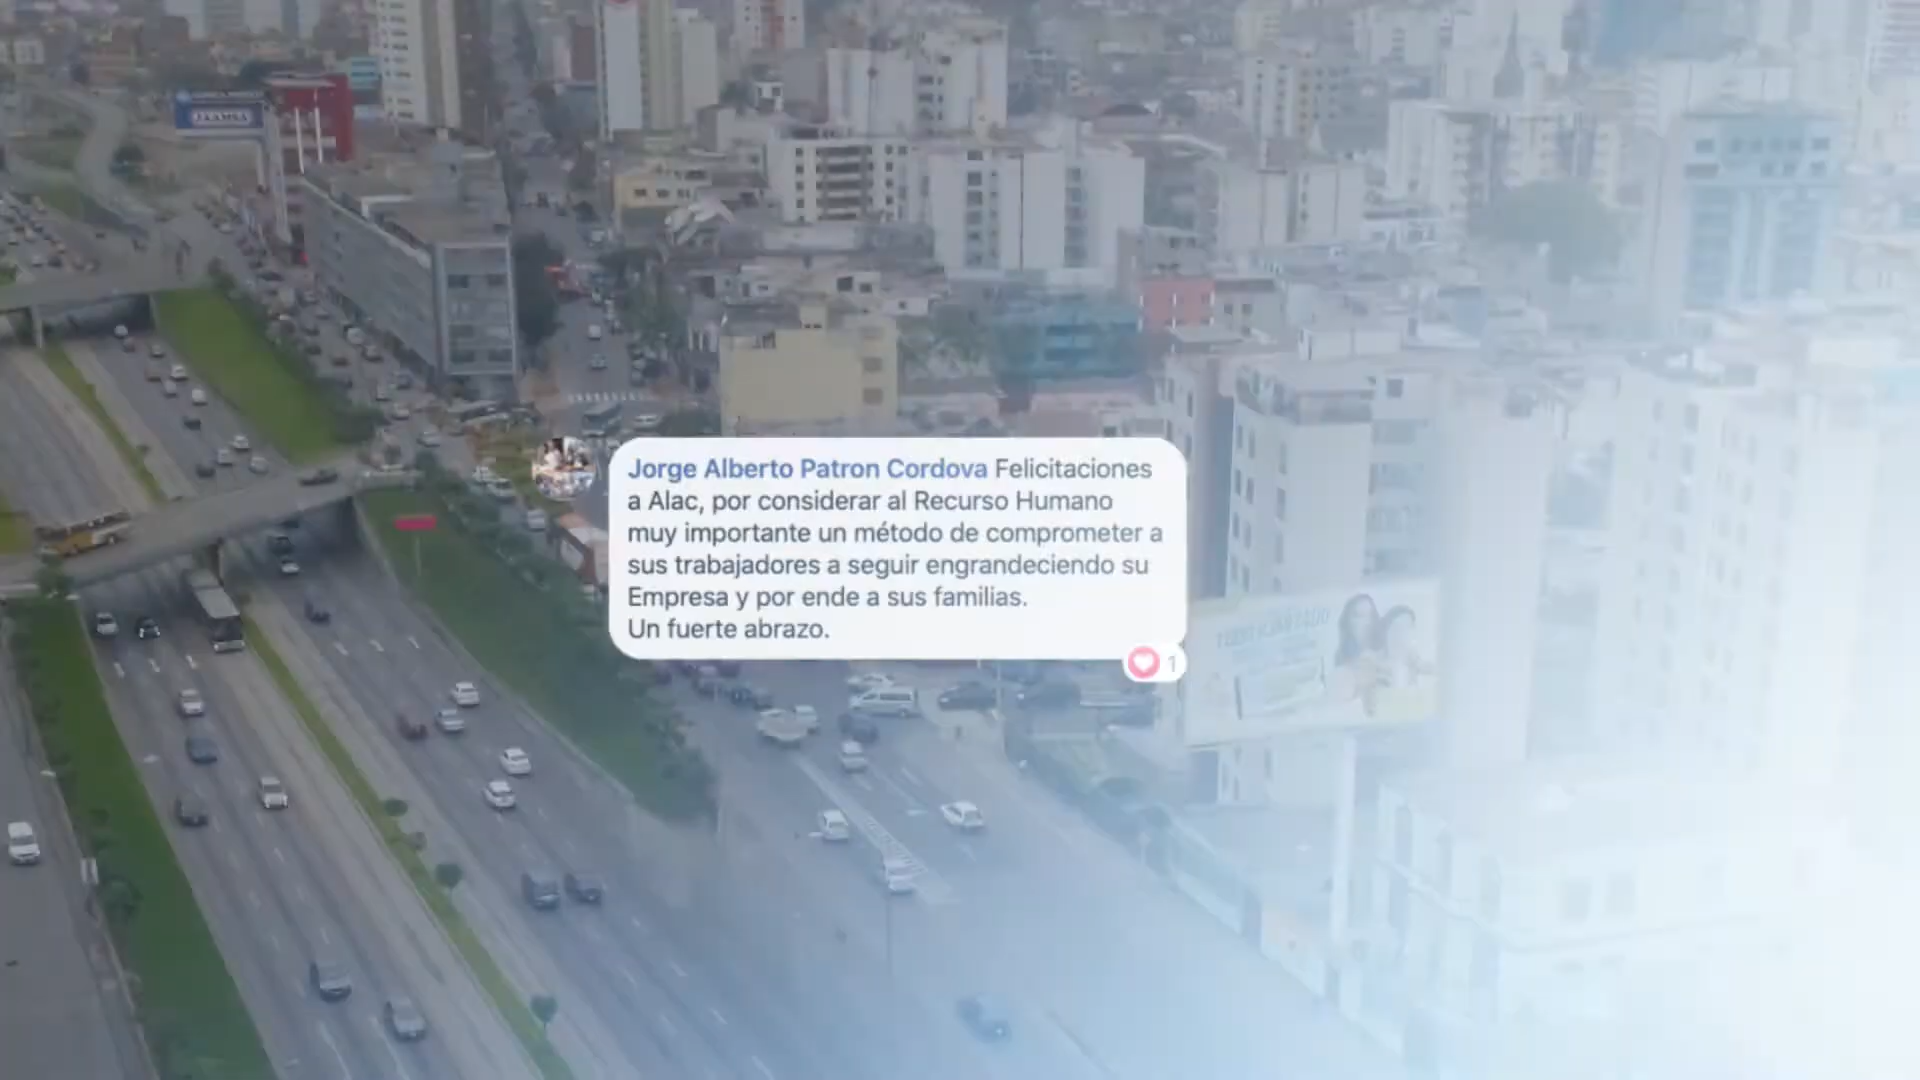 JAAMSA
Jorge Alberto Patron Cordova Felicitaciones
a Alac, por considerar al Recurso Humano
muy importante un método de comprometer a
sus trabajadores a seguir engrandeciendo su
Empresa y por ende a sus familias.
Un fuerte abrazo.
1